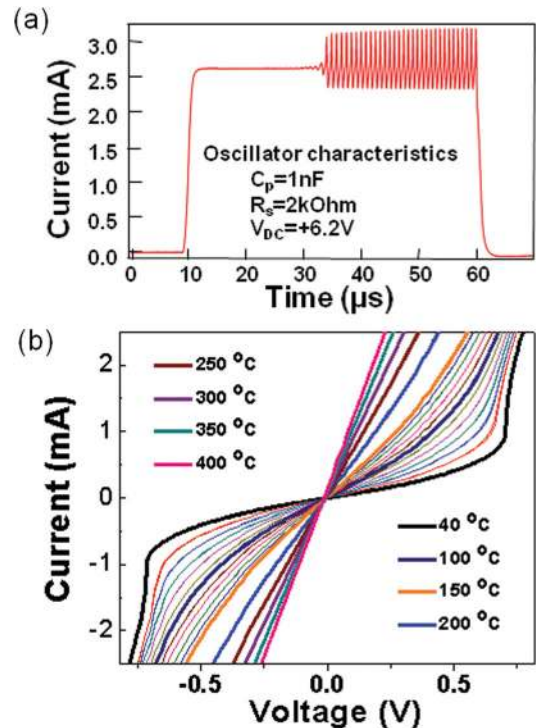 (a)
3.0
2.5
2.0
1.5
1.0
0.5
0.0
Current (mA)
Oscillator characteristics
Cₚ=1nF
Rₛ=2kOhm
V_DC=+6.2V
0 10 20 30 40 50 60
Time (µs)
(b)
2
1
0
-1
-2
Current (mA)
250 °C
300 °C
350 °C
400 °C
40 °C
100 °C
150 °C
200 °C
-0.5 0.0 0.5
Voltage (V)